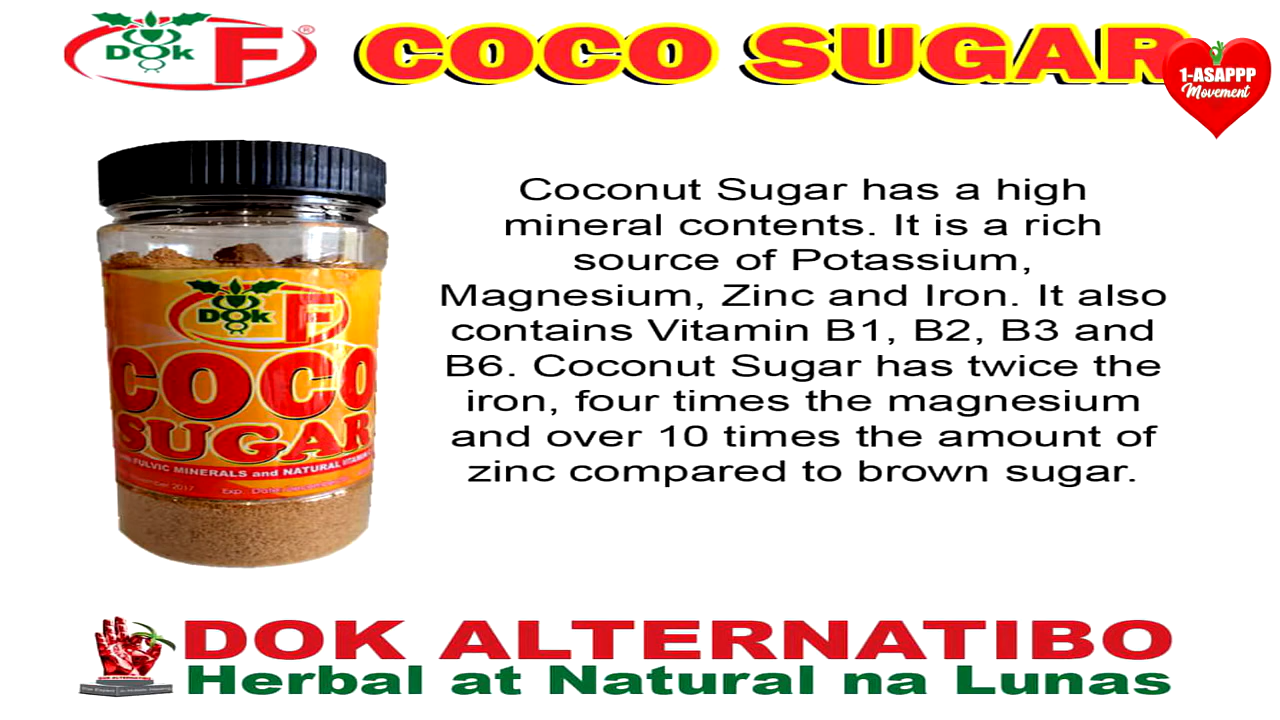 Dok F®
COCO SUGAR
1-ASAPPP
Movement
Coconut Sugar has a high
mineral contents. It is a rich
source of Potassium,
Magnesium, Zinc and Iron. It also
contains Vitamin B1, B2, B3 and
B6. Coconut Sugar has twice the
iron, four times the magnesium
and over 10 times the amount of
zinc compared to brown sugar.
Dok F
COCO
SUGAR
FULVIC MINERALS and NATURAL
2017 Exp. Date
DOK ALTERNATIBO
Herbal at Natural na Lunas
DOK ALTERNATIBO